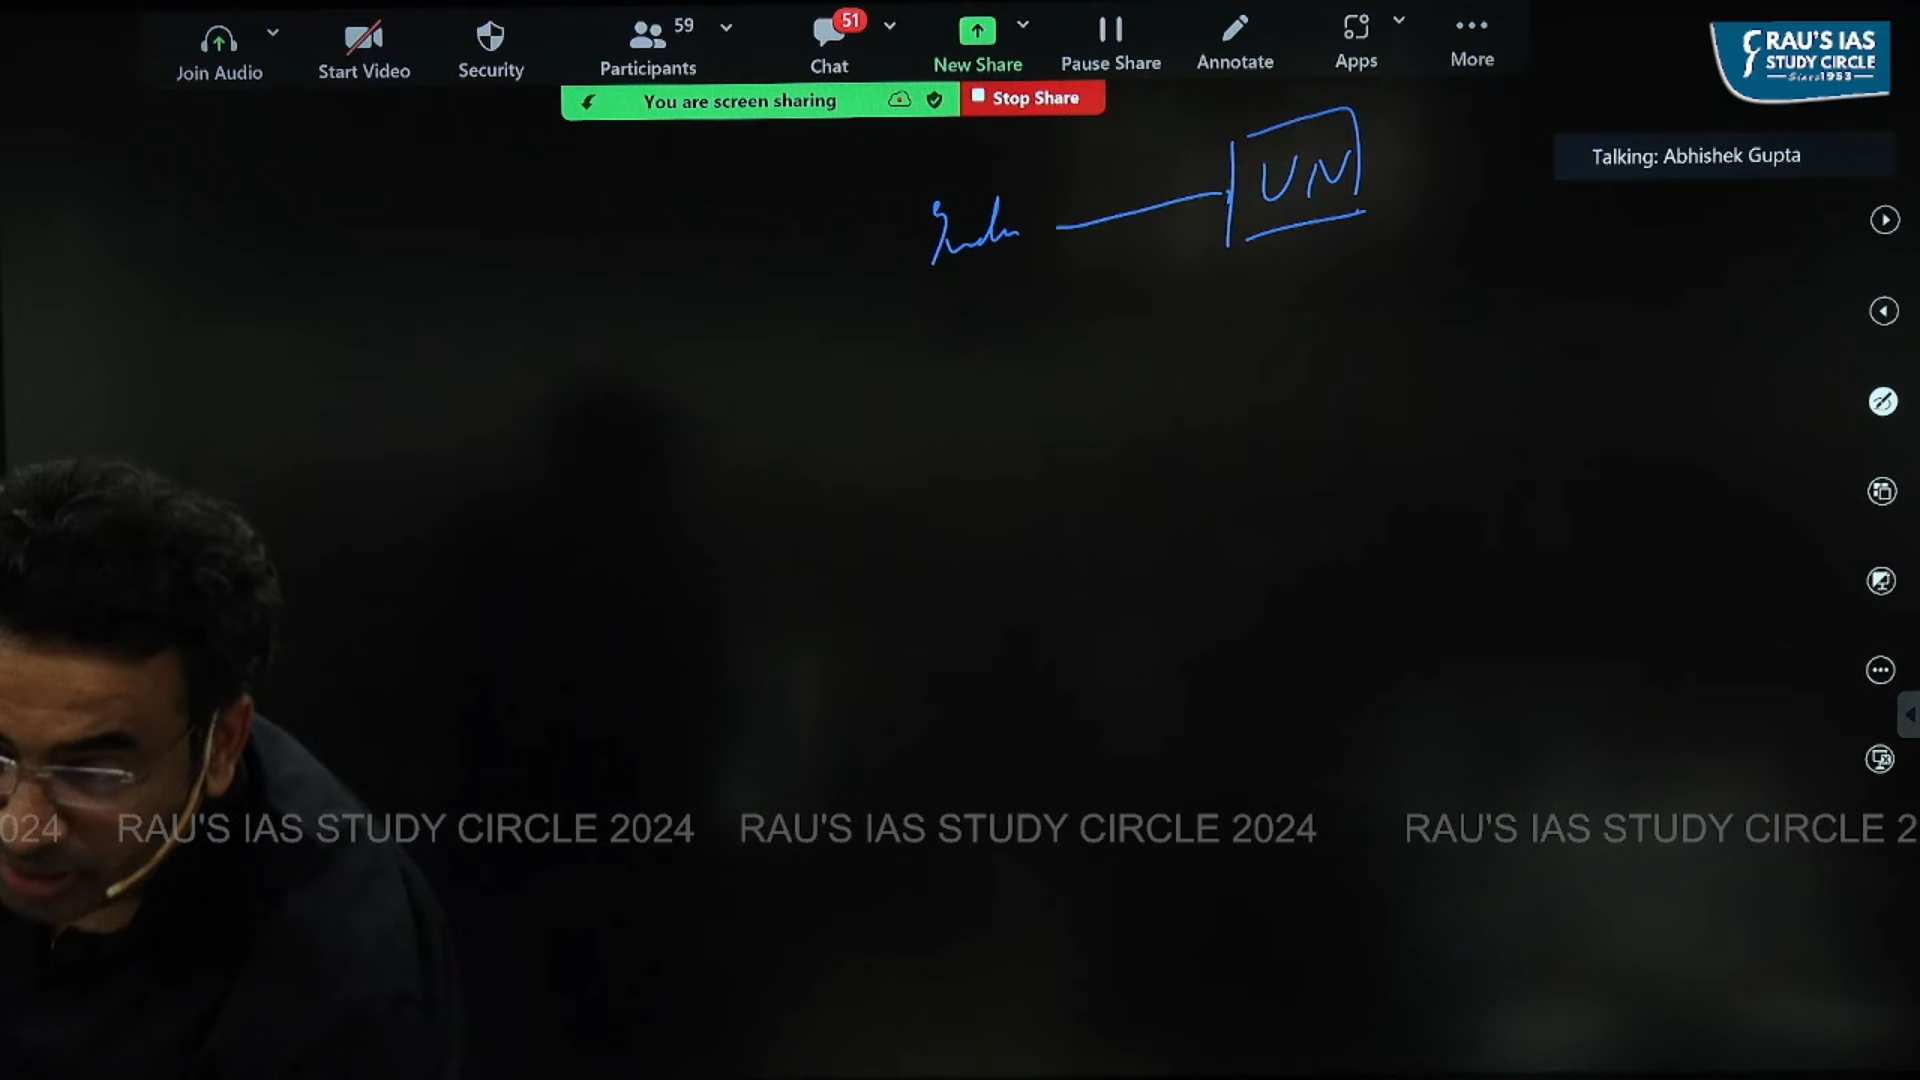 59
51
Join Audio
Start Video
Security
Participants
Chat
New Share
Pause Share
Annotate
Apps
More
RAU'S IAS
STUDY CIRCLE
Since 1953
You are screen sharing
Stop Share
Talking: Abhishek Gupta
India
UN
024 RAU'S IAS STUDY CIRCLE 2024 RAU'S IAS STUDY CIRCLE 2024 RAU'S IAS STUDY CIRCLE 2